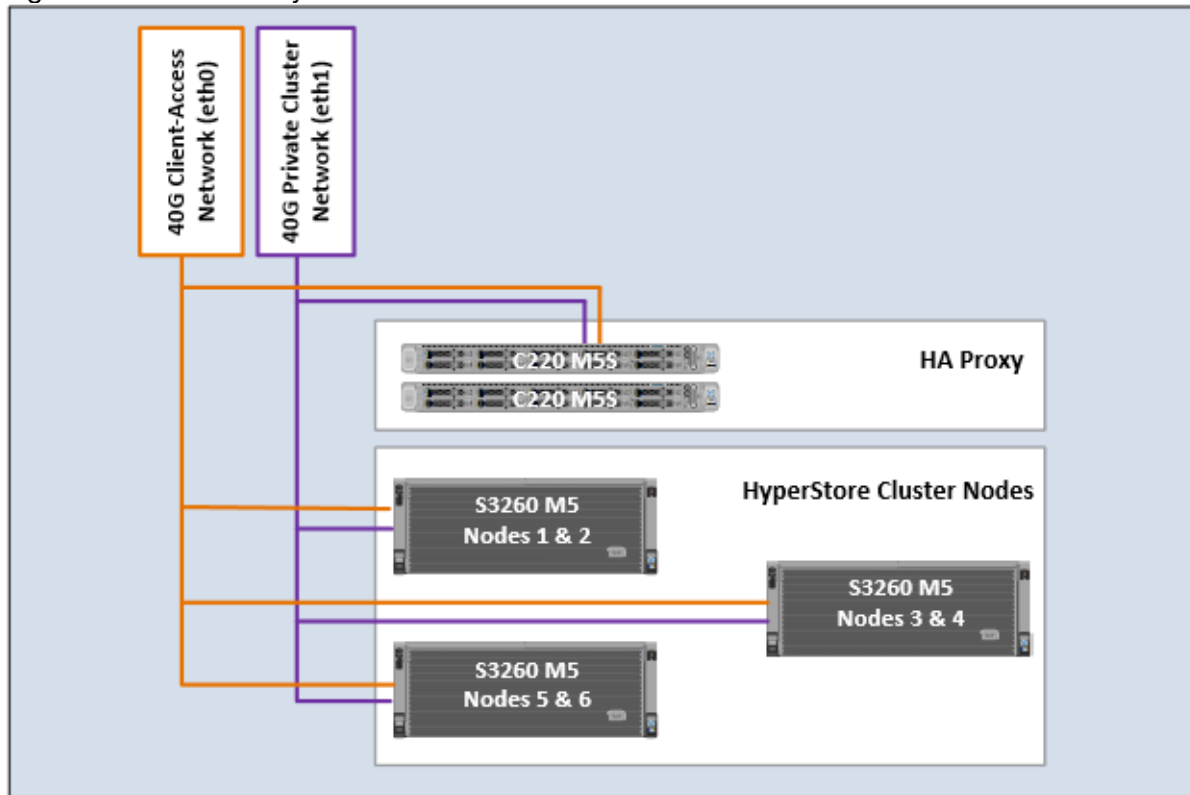 40G Client-Access
Network (eth0)
40G Private Cluster
Network (eth1)
C220 M5S
HA Proxy
C220 M5S
HyperStore Cluster Nodes
S3260 M5
Nodes 1 & 2
S3260 M5
Nodes 3 & 4
S3260 M5
Nodes 5 & 6